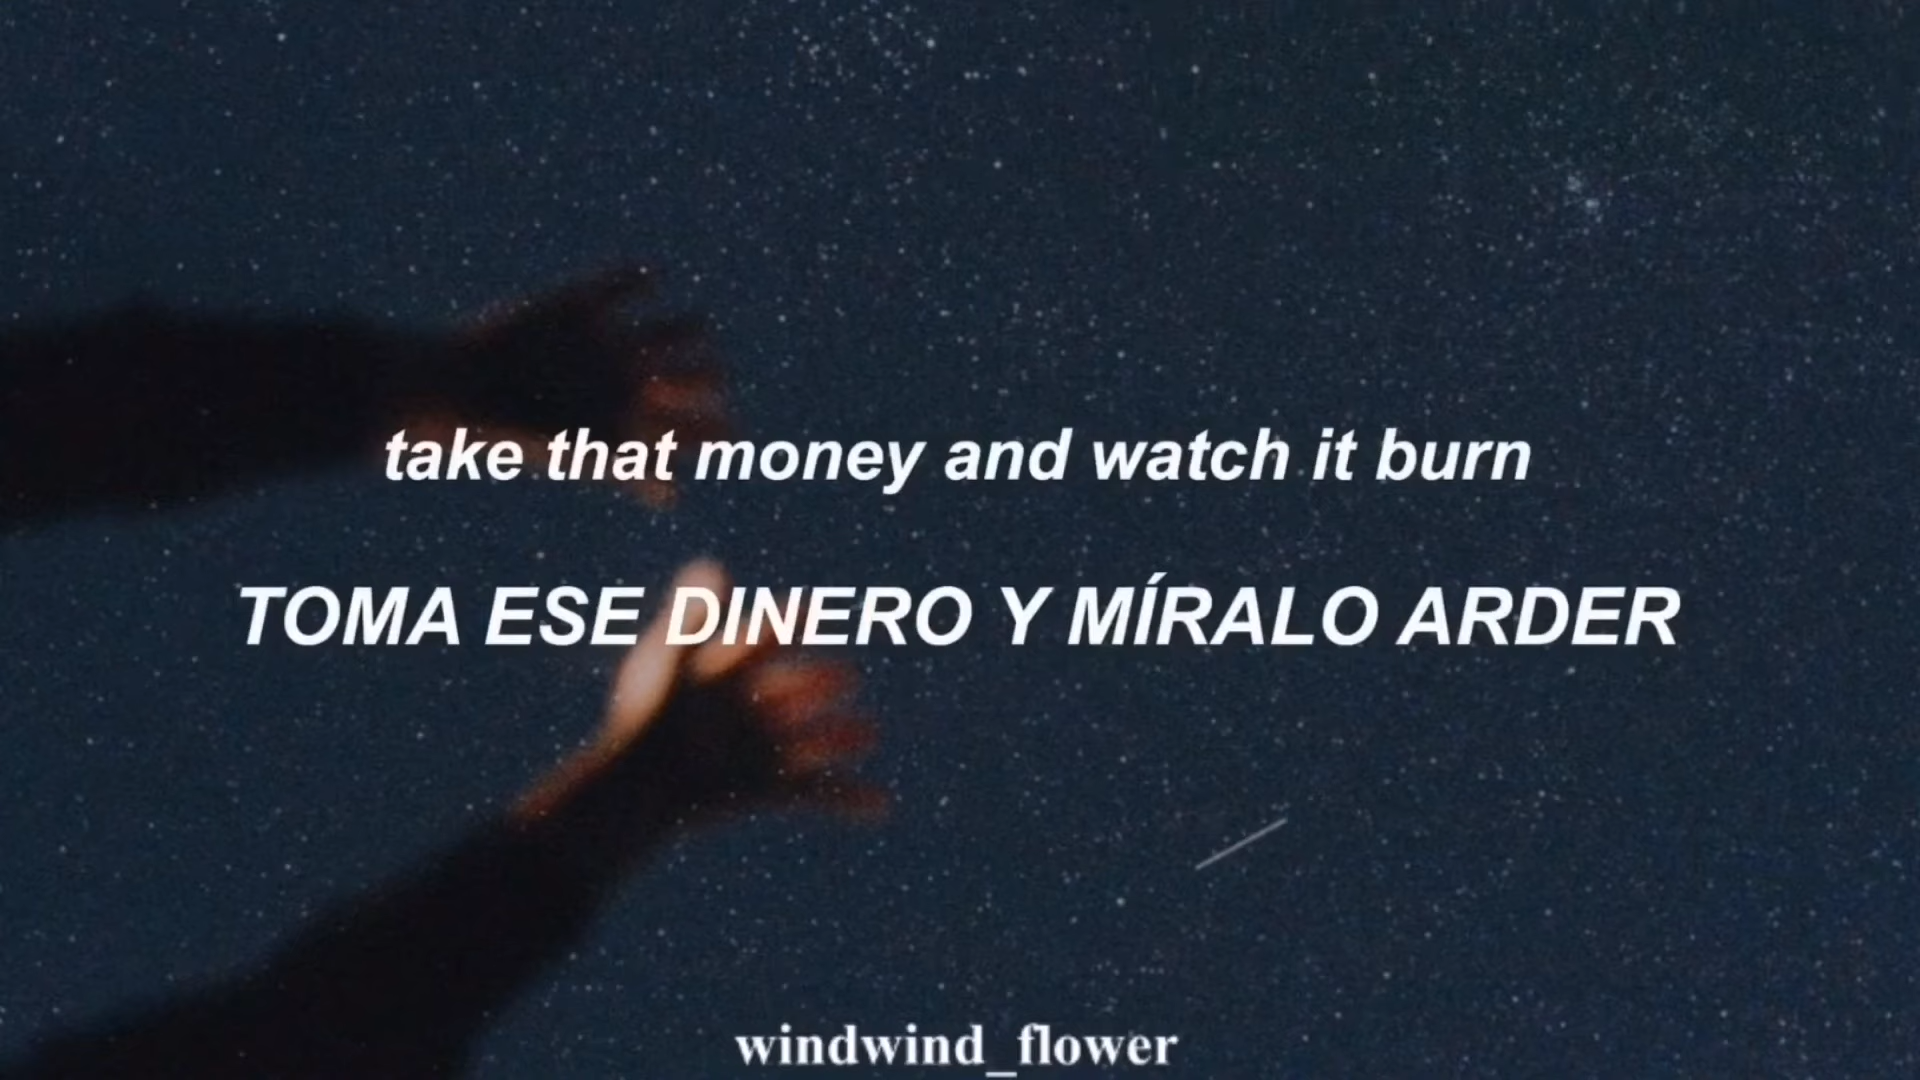 take that money and watch it burn
TOMA ESE DINERO Y MÍRALO ARDER
windwind_flower